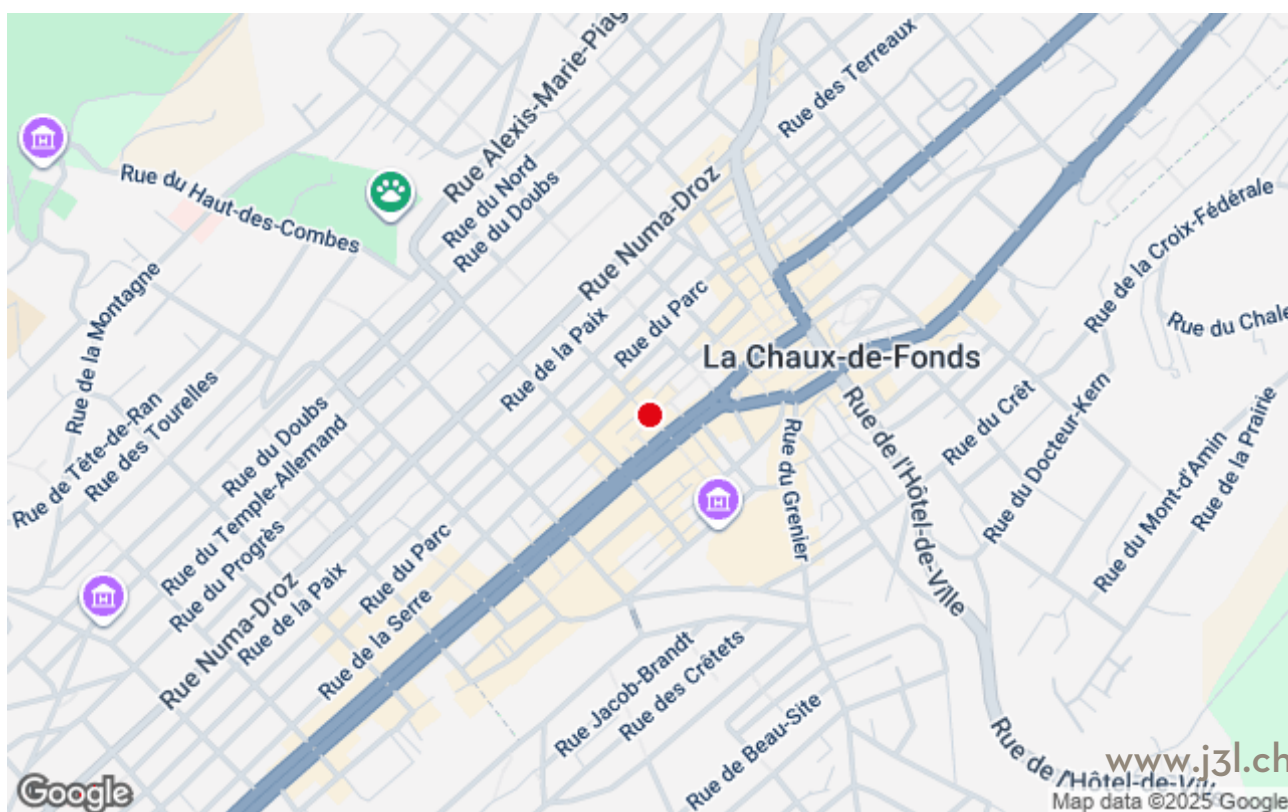 Rue Alexis-Marie-Piag
Rue des Terreaux
Rue du Haut-des-Combes
Rue du Nord
Rue du Doubs
Rue Numa-Droz
Rue de la Croix-Fédérale
Rue de la Montagne
Rue du Parc
Rue de la Paix
Rue du Chale
La Chaux-de-Fonds
Rue de Tête-de-Ran
Rue des Tourelles
Rue du Doubs
Rue du Temple-Allemand
Rue du Progrès
Rue de l'Hôtel-de-Ville
Rue du Crêt
Rue du Docteur-Kern
Rue du Mont-d'Amin
Rue de la Prairie
Rue du Grenier
Rue du Parc
Rue de la Paix
Rue Numa-Droz
Rue de la Serre
Rue Jacob-Brandt
Rue des Crêtets
Rue de Beau-Site
Rue de l'Hôtel-de-Vil
www.j3l.ch
Google
Map data ©2025 Google